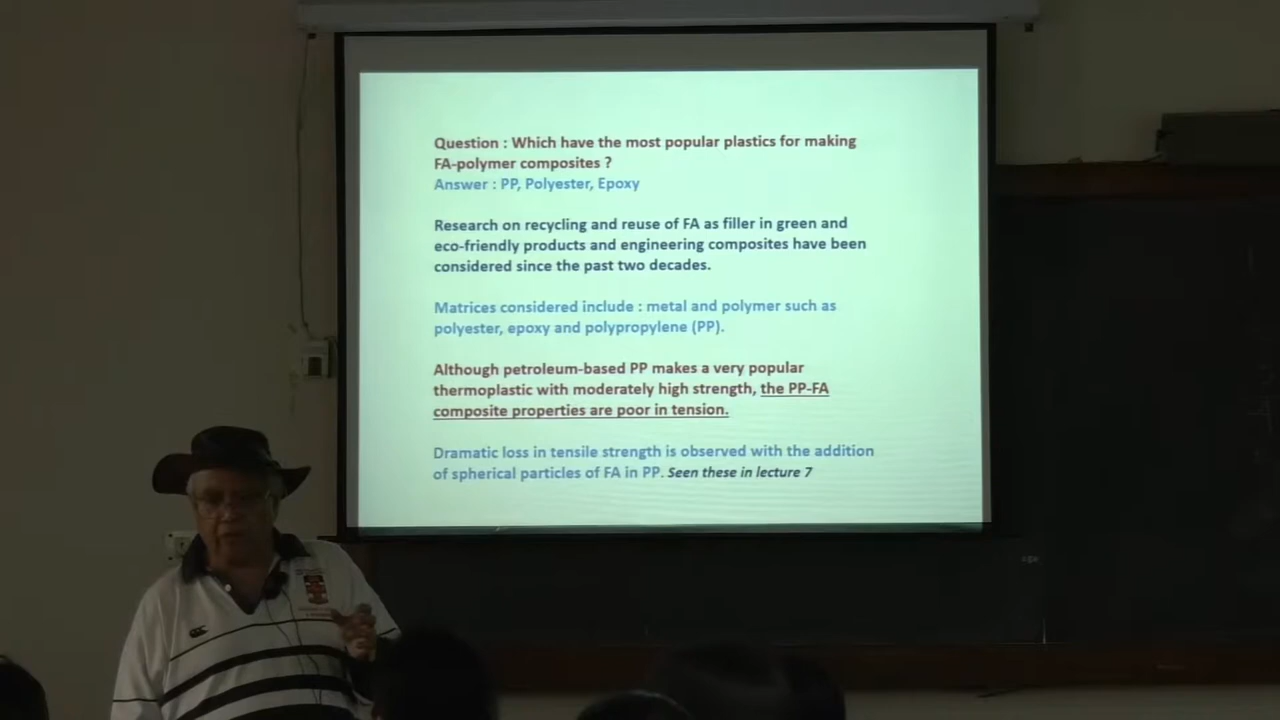 Question : Which have the most popular plastics for making
FA-polymer composites ?
Answer : PP, Polyester, Epoxy
Research on recycling and reuse of FA as filler in green and
eco-friendly products and engineering composites have been
considered since the past two decades.
Matrices considered include : metal and polymer such as
polyester, epoxy and polypropylene (PP).
Although petroleum-based PP makes a very popular
thermoplastic with moderately high strength, the PP-FA
composite properties are poor in tension.
Dramatic loss in tensile strength is observed with the addition
of spherical particles of FA in PP. Seen these in lecture 7